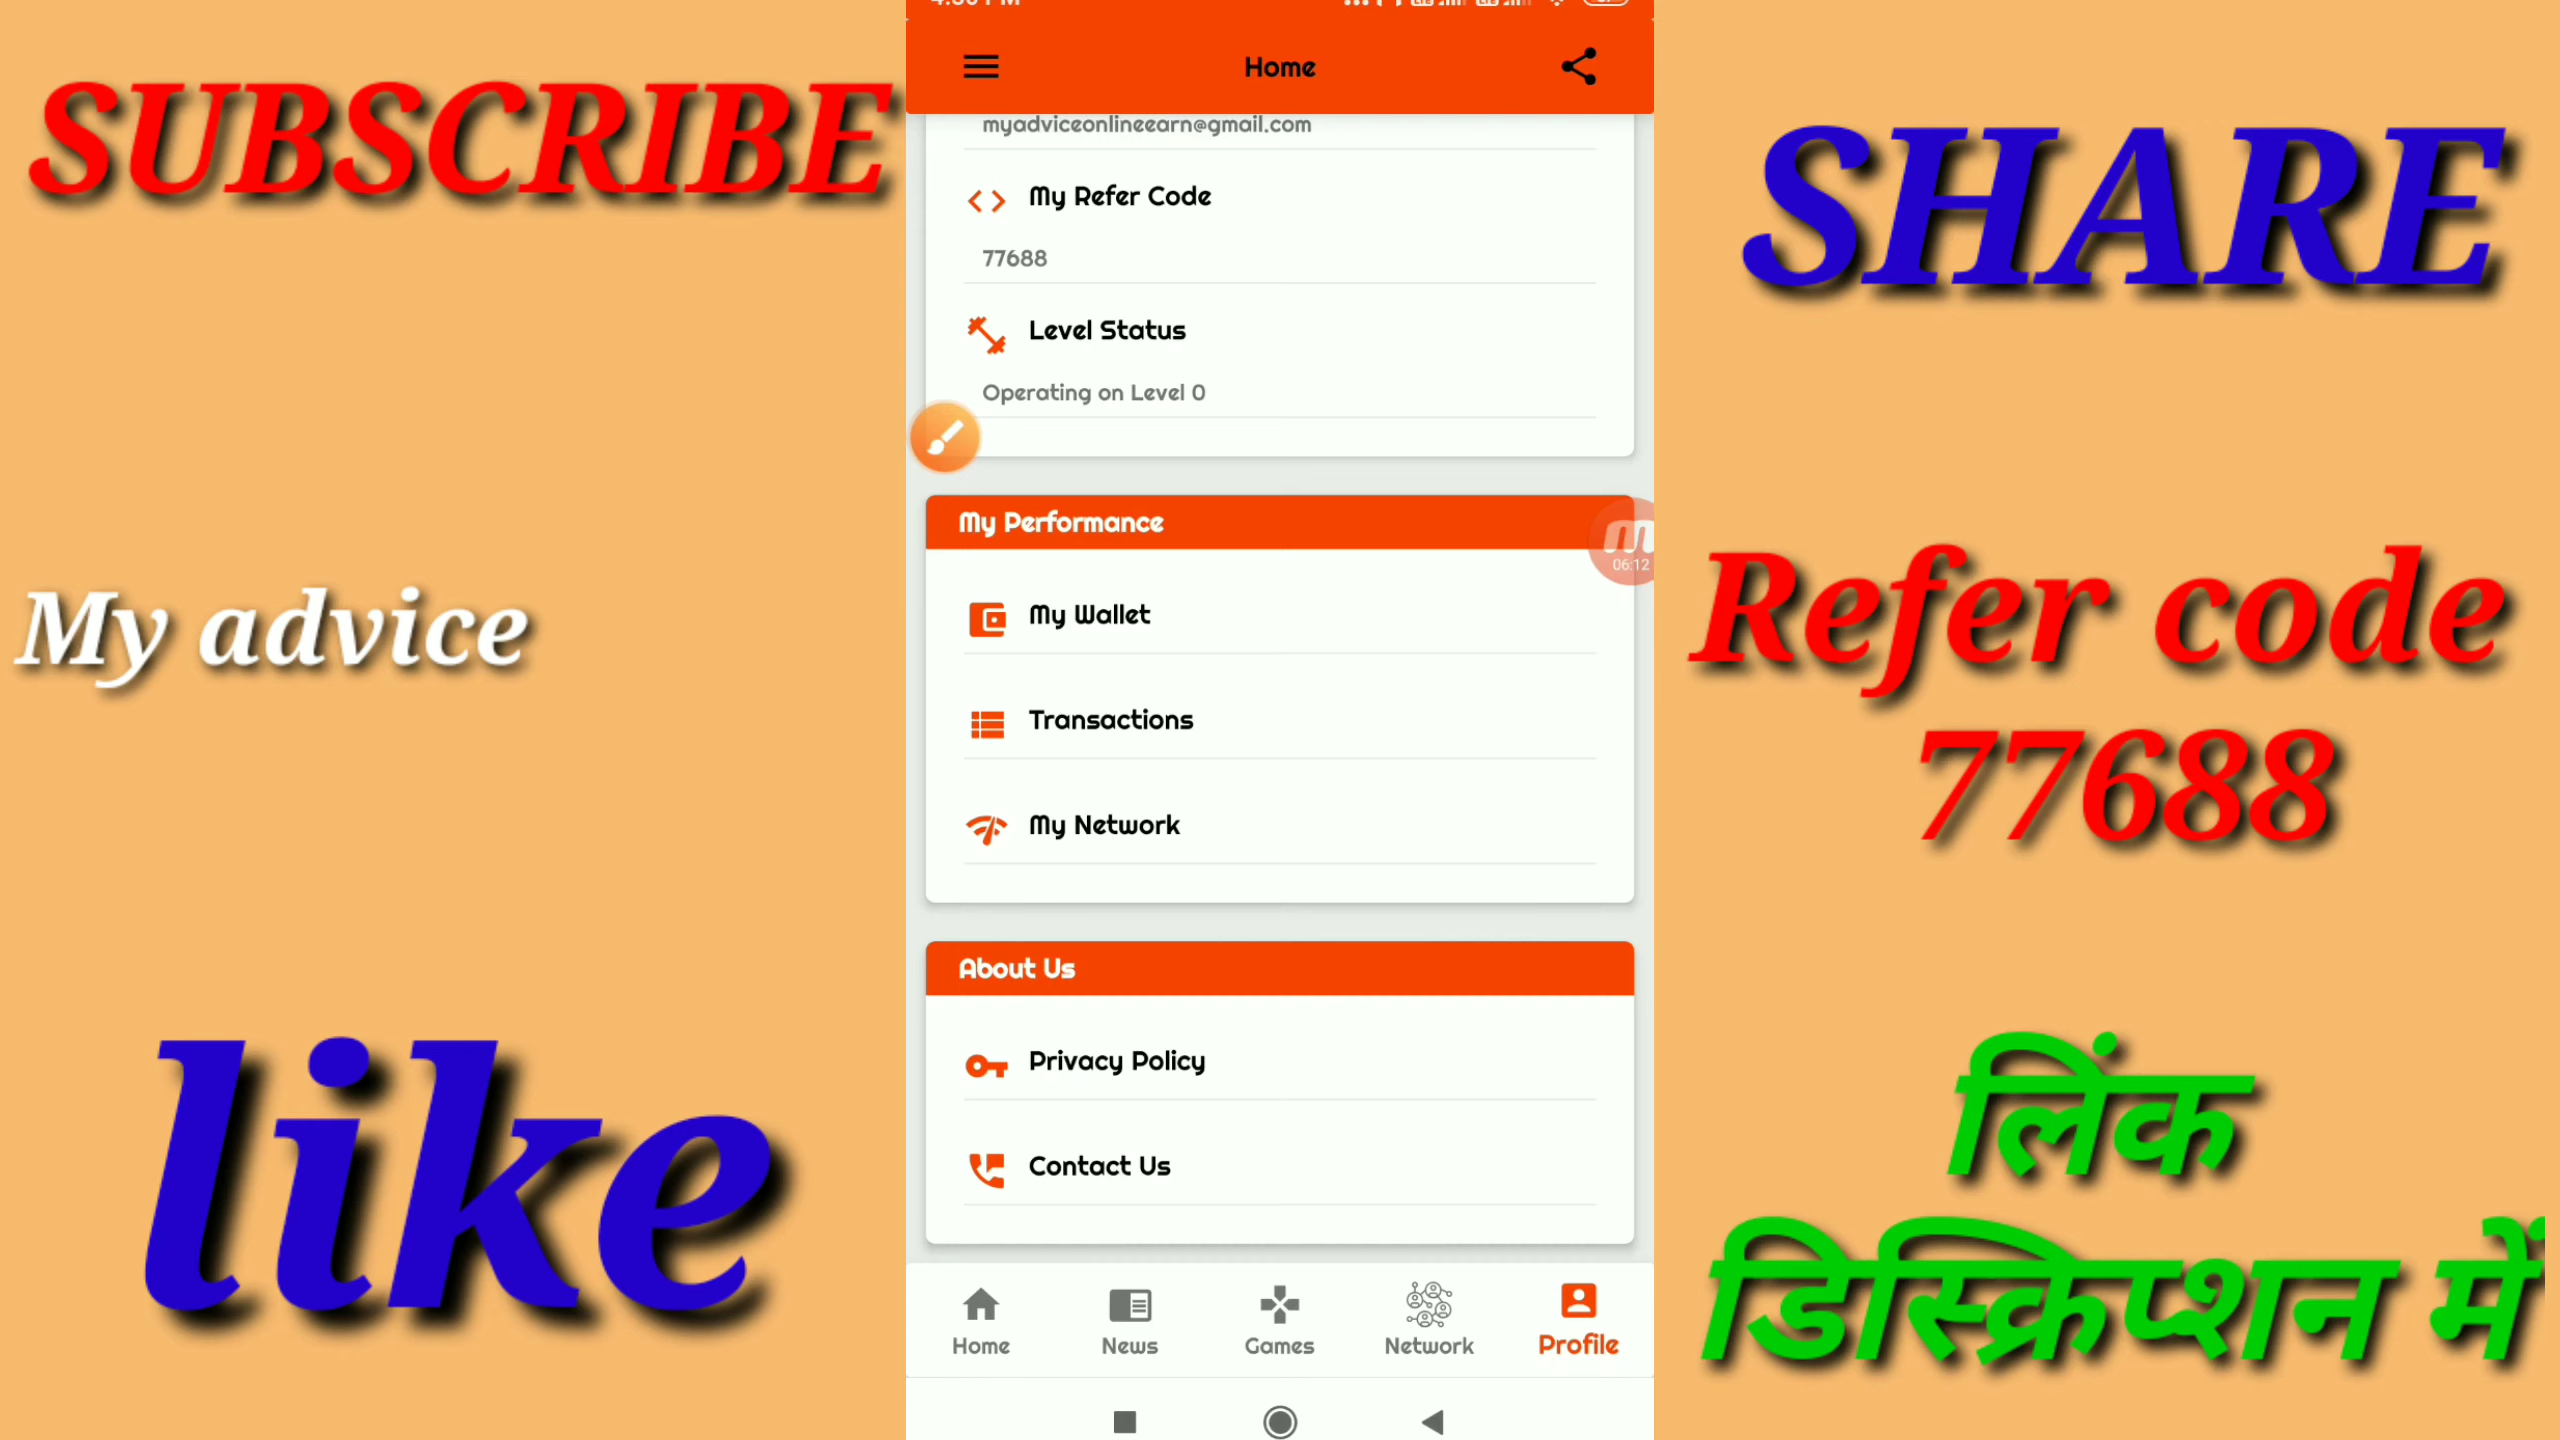 SUBSCRIBE
My advice
like
Home
myadviceonlineearn@gmail.com
My Refer Code
77688
Level Status
Operating on Level 0
My Performance
06:12
My Wallet
Transactions
My Network
About Us
Privacy Policy
Contact Us
Home
News
Games
Network
Profile
SHARE
Refer code
77688
लिंक
डिस्क्रिप्शन में